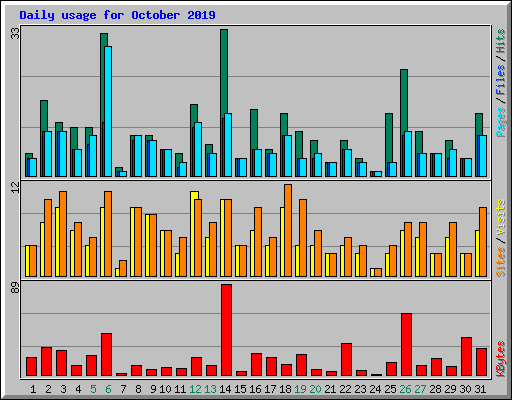 Daily usage for October 2019
33
Pages / Files / Hits
12
Sites / Visits
89
KBytes
1 2 3 4 5 6 7 8 9 10 11 12 13 14 15 16 17 18 19 20 21 22 23 24 25 26 27 28 29 30 31